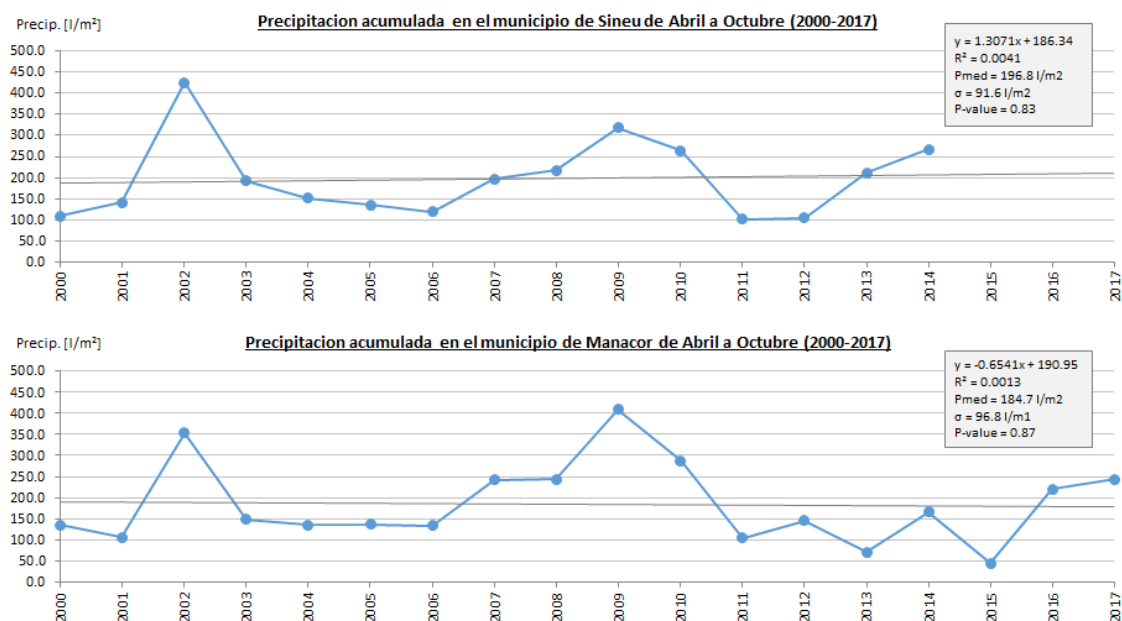 Precip. [l/m²]
Precipitacion acumulada en el municipio de Sineu de Abril a Octubre (2000-2017)
y = 1.3071x + 186.34
R² = 0.0041
Pmed = 196.8 l/m2
σ = 91.6 l/m2
P-value = 0.83
500.0
450.0
400.0
350.0
300.0
250.0
200.0
150.0
100.0
50.0
0.0
2000 2001 2002 2003 2004 2005 2006 2007 2008 2009 2010 2011 2012 2013 2014 2015 2016 2017
Precip. [l/m²]
Precipitacion acumulada en el municipio de Manacor de Abril a Octubre (2000-2017)
y = -0.6541x + 190.95
R² = 0.0013
Pmed = 184.7 l/m2
σ = 96.8 l/m1
P-value = 0.87
500.0
450.0
400.0
350.0
300.0
250.0
200.0
150.0
100.0
50.0
0.0
2000 2001 2002 2003 2004 2005 2006 2007 2008 2009 2010 2011 2012 2013 2014 2015 2016 2017